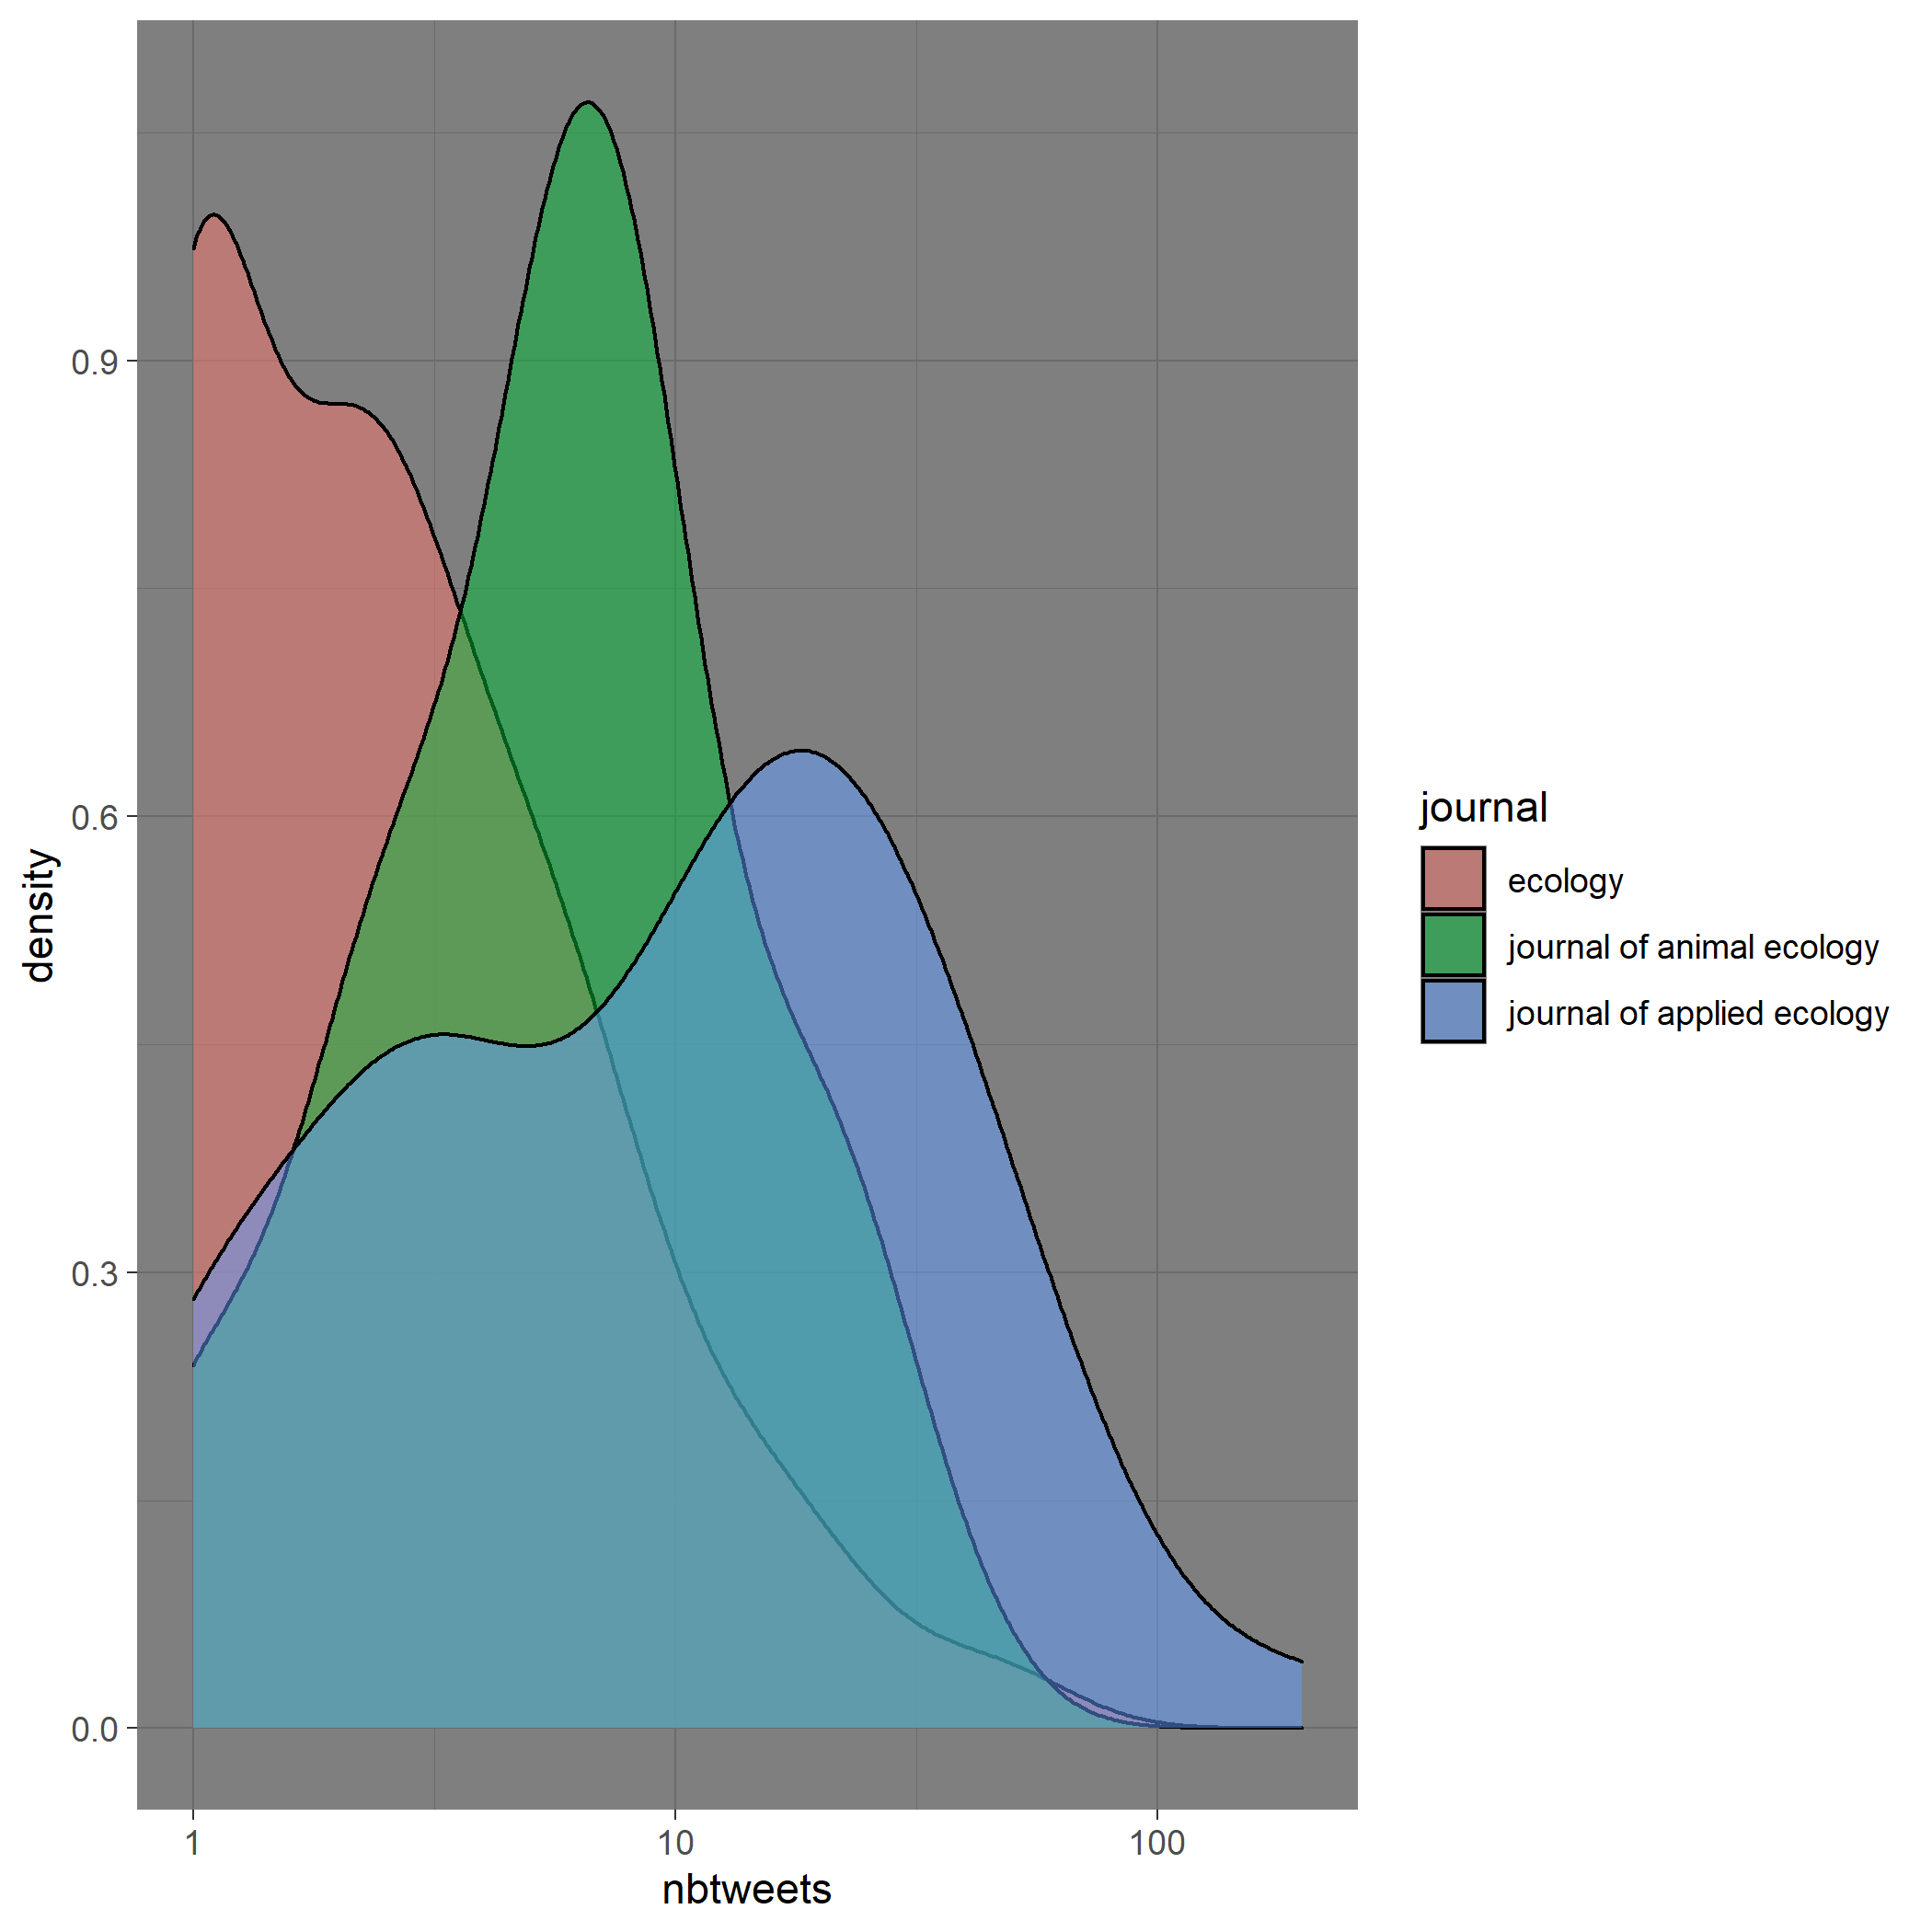 0.9
0.6
0.3
0.0
density
1 10 100
nbtweets
journal
ecology
journal of animal ecology
journal of applied ecology